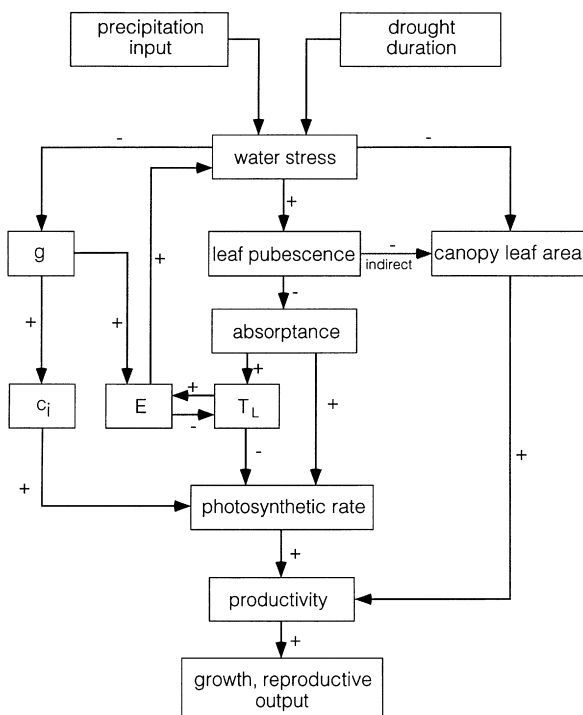 precipitation
input
drought
duration
-
-
water stress
+
g
+
leaf pubescence
-
indirect
canopy leaf area
+
+
-
absorptance
+
+
ci
E
-
TL
+
+
-
+
photosynthetic rate
+
productivity
+
growth, reproductive
output